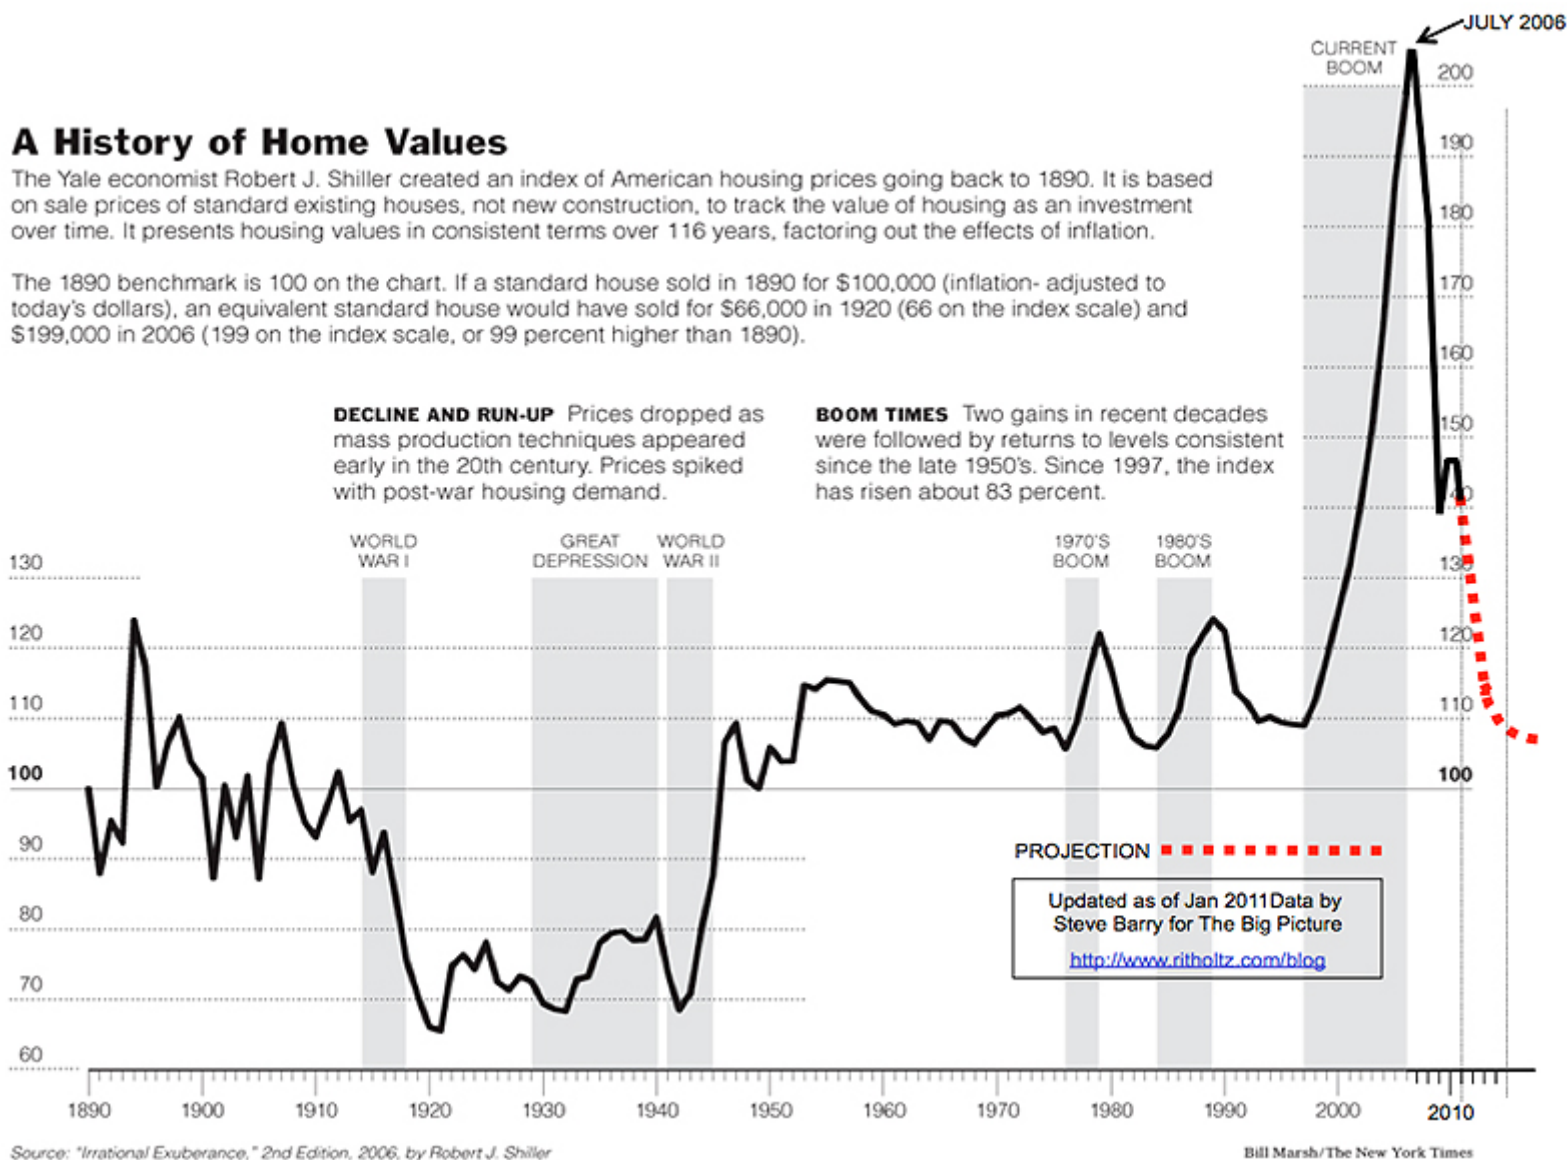 JULY 2006
CURRENT
BOOM
A History of Home Values
The Yale economist Robert J. Shiller created an index of American housing prices going back to 1890. It is based
on sale prices of standard existing houses, not new construction, to track the value of housing as an investment
over time. It presents housing values in consistent terms over 116 years, factoring out the effects of inflation.
The 1890 benchmark is 100 on the chart. If a standard house sold in 1890 for $100,000 (inflation- adjusted to
today's dollars), an equivalent standard house would have sold for $66,000 in 1920 (66 on the index scale) and
$199,000 in 2006 (199 on the index scale, or 99 percent higher than 1890).
DECLINE AND RUN-UP Prices dropped as
mass production techniques appeared
early in the 20th century. Prices spiked
with post-war housing demand.
BOOM TIMES Two gains in recent decades
were followed by returns to levels consistent
since the late 1950's. Since 1997, the index
has risen about 83 percent.
WORLD
WAR I
GREAT
DEPRESSION
WORLD
WAR II
1970'S
BOOM
1980'S
BOOM
200
190
180
170
160
150
40
130
120
110
100
130
120
110
100
90
80
70
60
PROJECTION
Updated as of Jan 2011Data by
Steve Barry for The Big Picture
http://www.ritholtz.com/blog
1890 1900 1910 1920 1930 1940 1950 1960 1970 1980 1990 2000 2010
Source: "Irrational Exuberance," 2nd Edition, 2006, by Robert J. Shiller
Bill Marsh/The New York Times